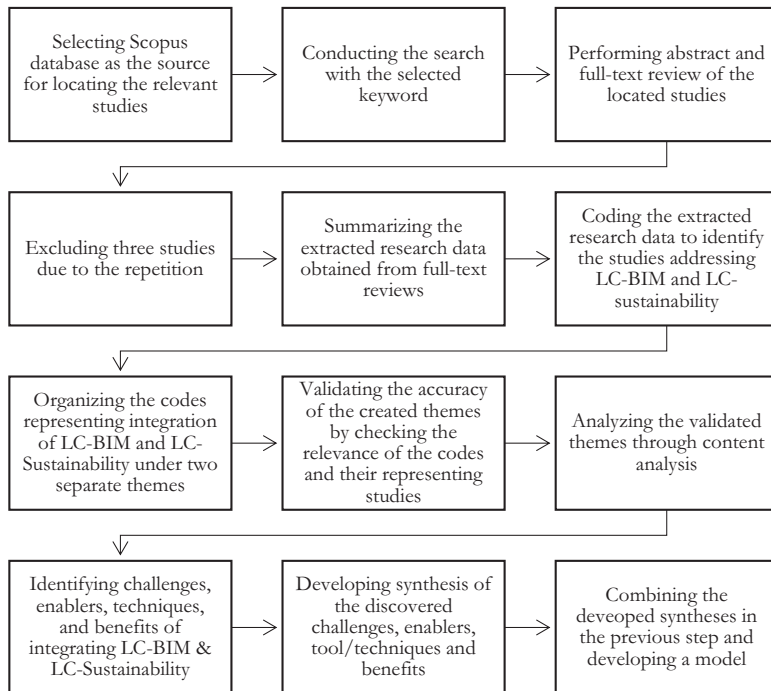 Selecting Scopus
database as the source
for locating the relevant
studies
Conducting the search
with the selected
keyword
Performing abstract and
full-text review of the
located studies
Excluding three studies
due to the repetition
Summarizing the
extracted research data
obtained from full-text
reviews
Coding the extracted
research data to identify
the studies addressing
LC-BIM and LC-
sustainability
Organizing the codes
representing integration
of LC-BIM and LC-
Sustainability under two
separate themes
Validating the accuracy
of the created themes
by checking the
relevance of the codes
and their representing
studies
Analyzing the validated
themes through content
analysis
Identifying challenges,
enablers, techniques,
and benefits of
integrating LC-BIM &
LC-Sustainability
Developing synthesis of
the discovered
challenges, enablers,
tool/techniques and
benefits
Combining the
deveoped syntheses in
the previous step and
developing a model